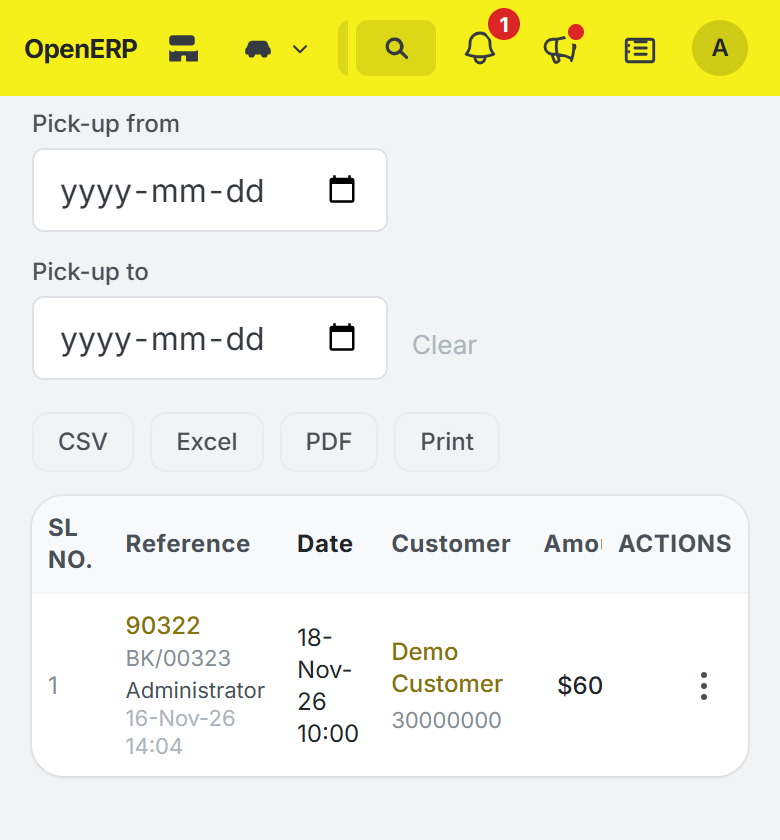 OpenERP
1
A
Pick-up from
yyyy-mm-dd
Pick-up to
yyyy-mm-dd
Clear
CSV Excel PDF Print
SL NO. Reference Date Customer Amo ACTIONS
1
90322
BK/00323
Administrator
16-Nov-26
14:04
18-
Nov-
26
10:00
Demo
Customer
30000000
$60